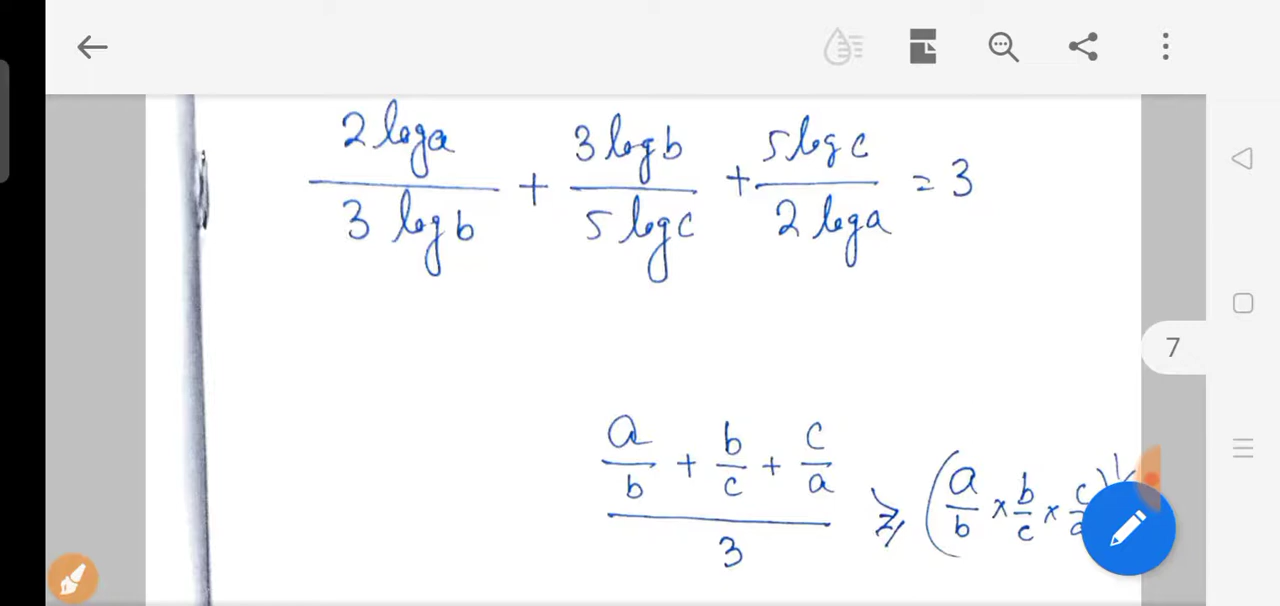 2 log a / 3 log b + 3 log b / 5 log c + 5 log c / 2 log a = 3
7
(a/b + b/c + c/a) / 3 ≥ (a/b × b/c × c/